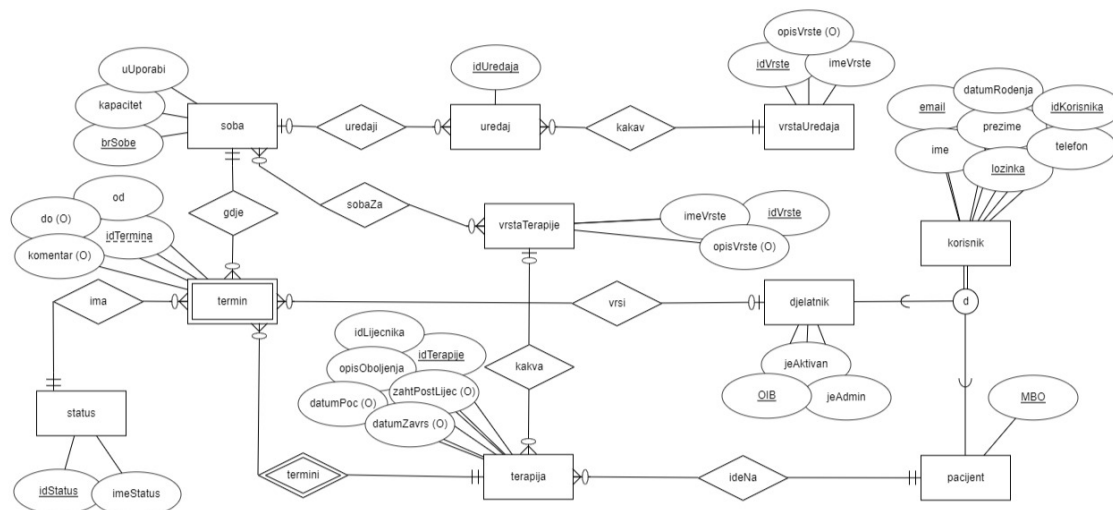 opisVrste (O)
idUredaja
idVrste
imeVrste
uUporabi
kapacitet
brSobe
soba
uredaji
uredaj
kakav
vrstaUredaja
email
datumRodenja
idKorisnika
prezime
ime
telefon
lozinka
korisnik
od
do (O)
idTermina
komentar (O)
gdje
sobaZa
vrstaTerapije
imeVrste
idVrste
opisVrste (O)
ima
termin
vrsi
djelatnik
d
idLijecnika
idTerapije
opisOboljenja
zahtPostLijec (O)
datumPoc (O)
datumZavrs (O)
kakva
jeAktivan
OIB
jeAdmin
status
MBO
idStatus
imeStatus
termini
terapija
ideNa
pacijent